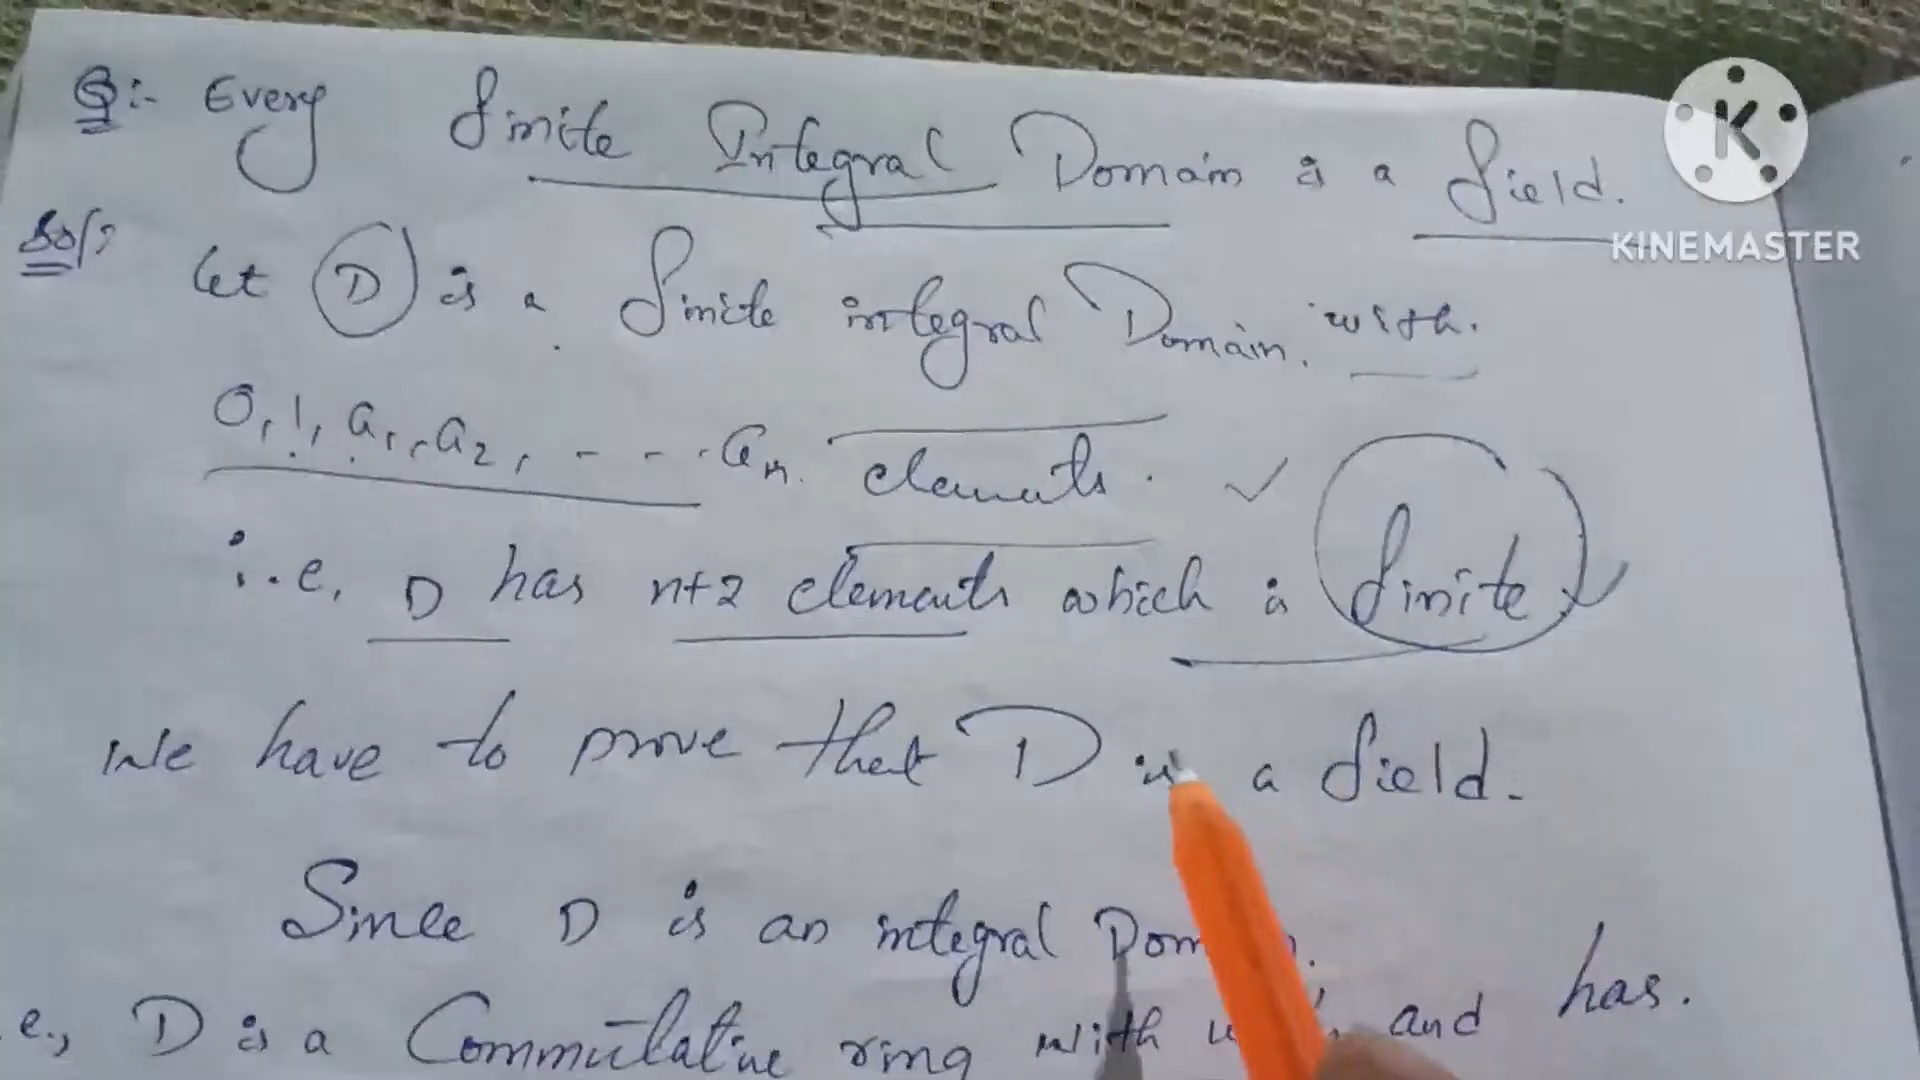 Q:- Every finite Integral Domain is a field.
KINEMASTER
Sol: Let D is a finite integral Domain. with.
0, 1, a1, a2, - - - . an. elements.
i.e, D has n+2 elements which is finite
We have to prove that D is a field.
Since D is an integral
e., D is a Commutative ring with and has.